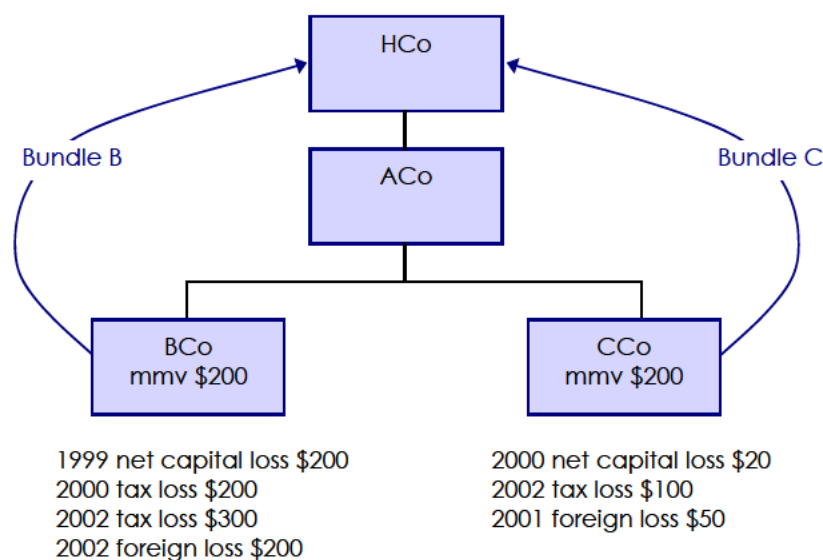 HCo
Bundle B
Bundle C
ACo
BCo
mmv $200
CCo
mmv $200
1999 net capital loss $200
2000 tax loss $200
2002 tax loss $300
2002 foreign loss $200
2000 net capital loss $20
2002 tax loss $100
2001 foreign loss $50